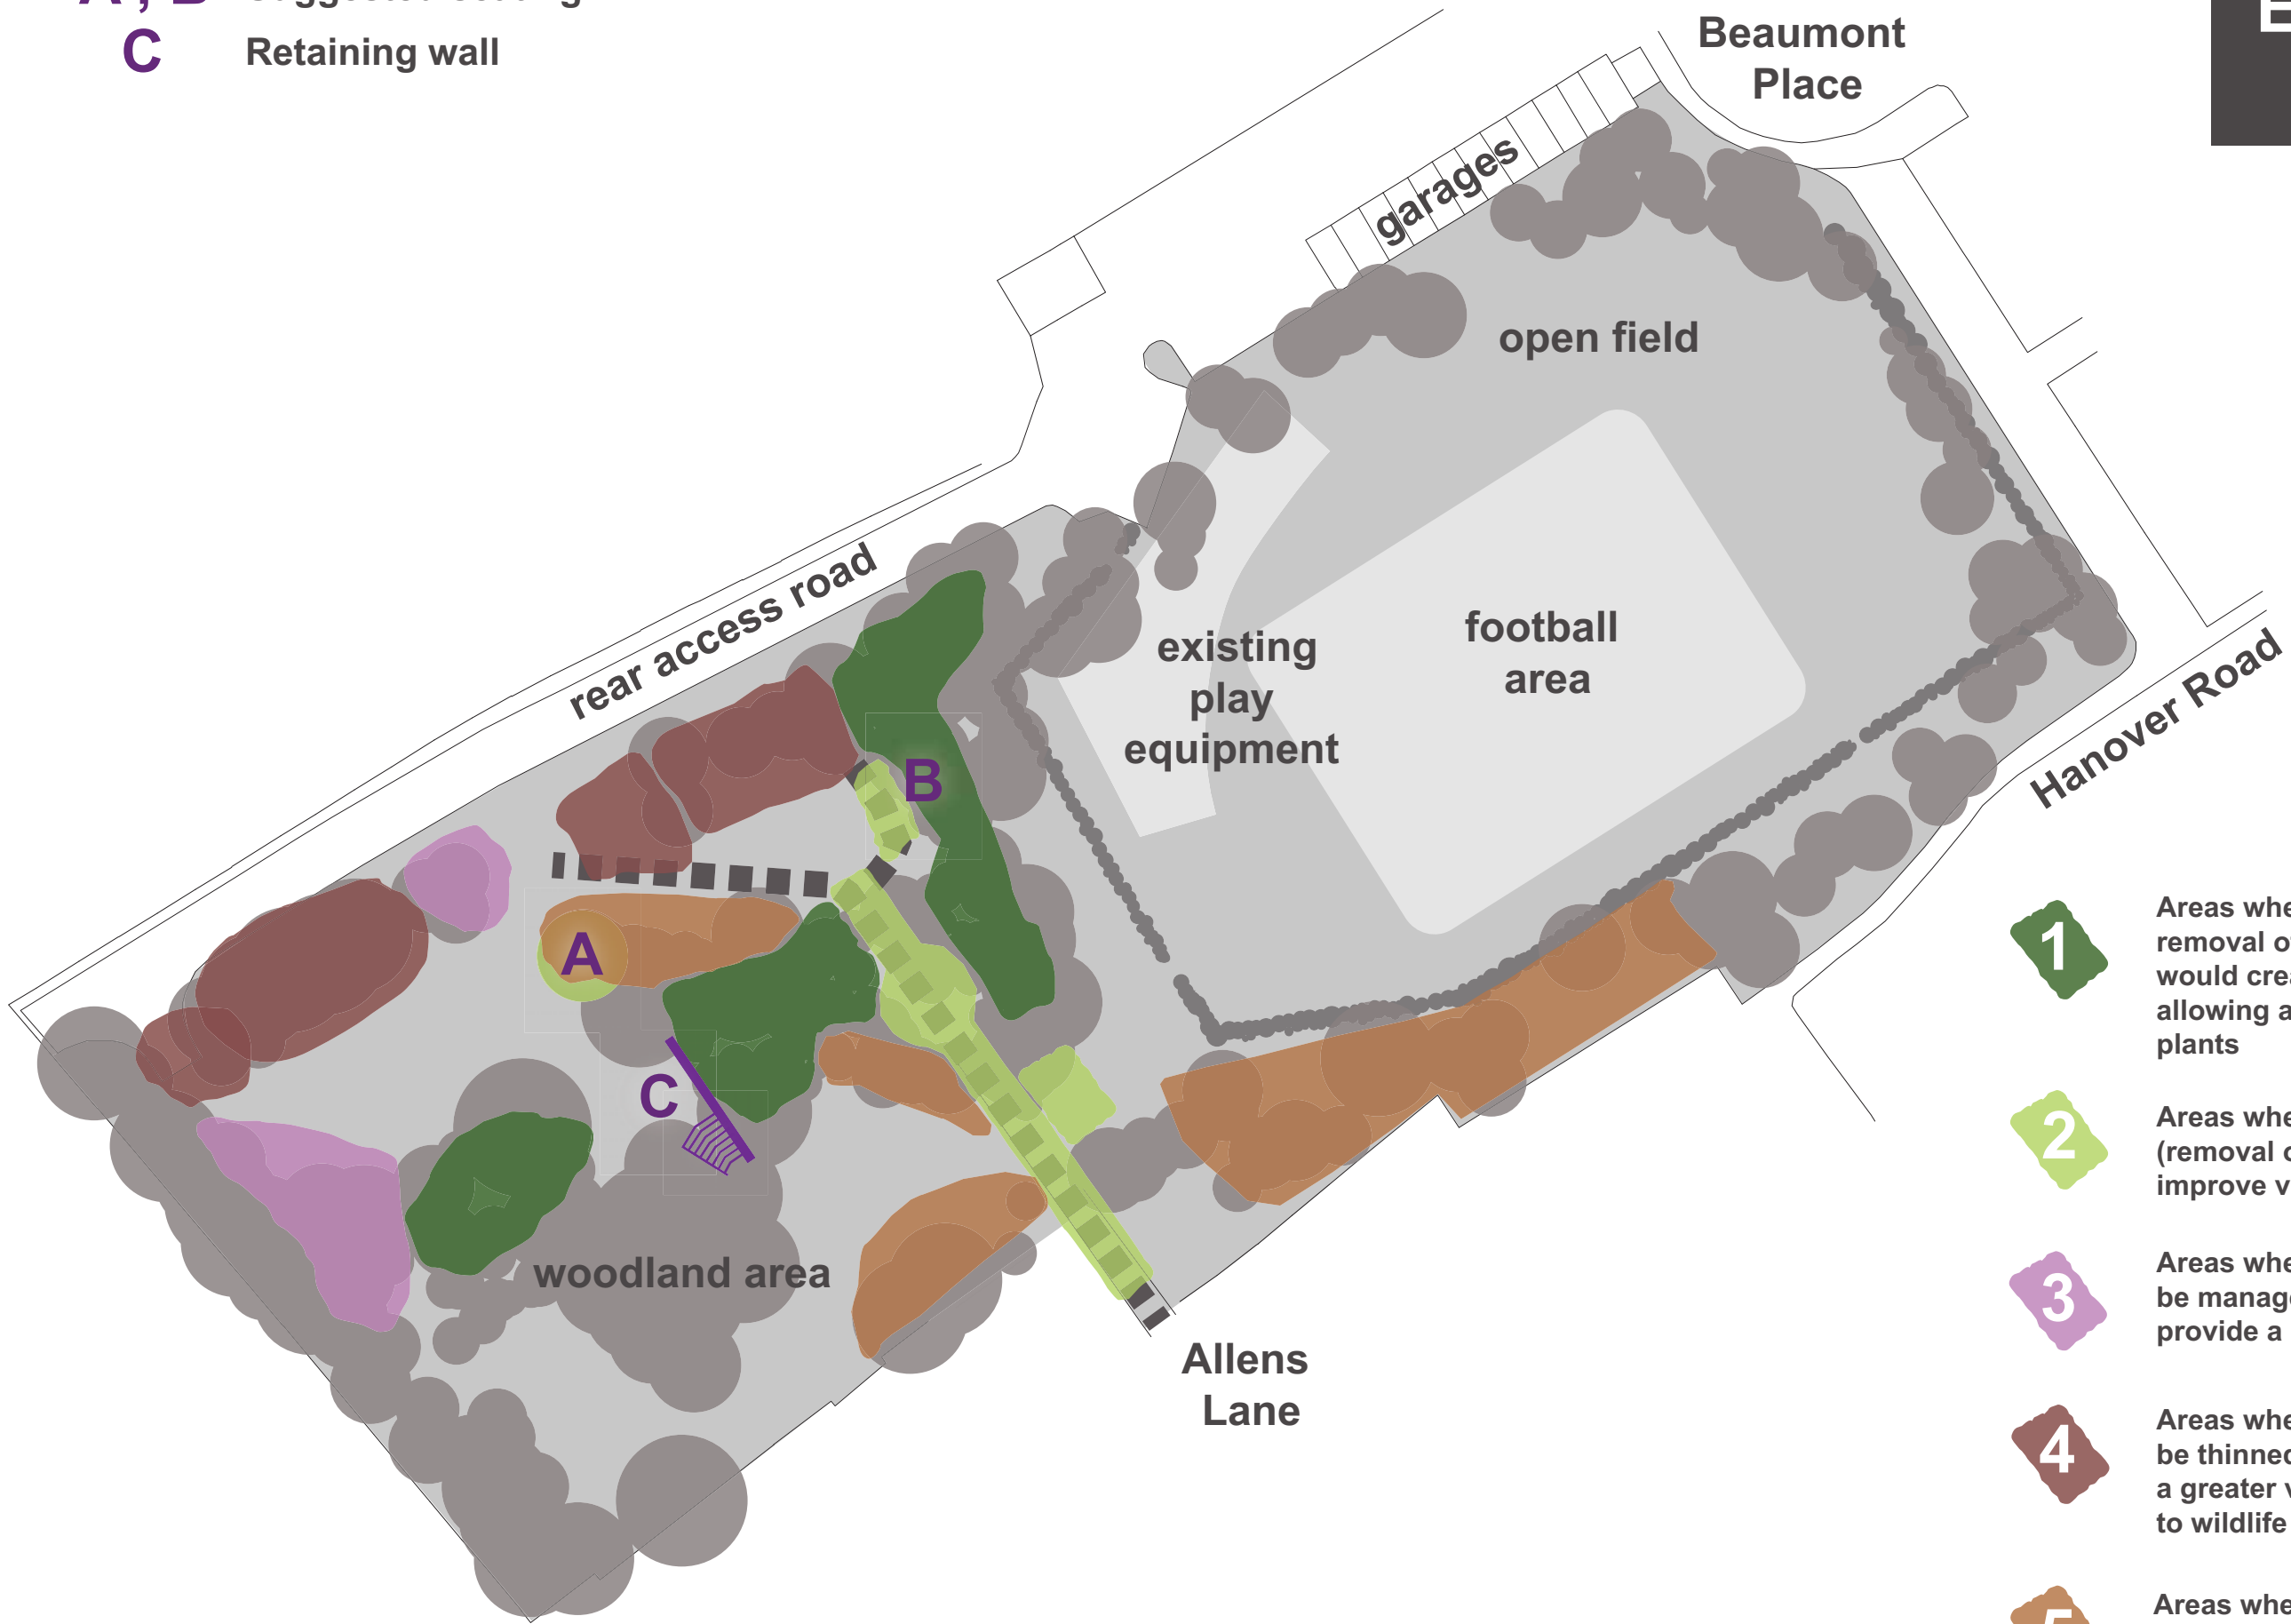 C Retaining wall
Beaumont
Place
garages
open field
rear access road
existing
play
equipment
football
area
Hanover Road
B
A
C
woodland area
Allens
Lane
1
Areas whe
removal o
would crea
allowing a
plants
2
Areas whe
(removal o
improve v
3
Areas whe
be manag
provide a
4
Areas whe
be thinned
a greater v
to wildlife
5
Areas whe